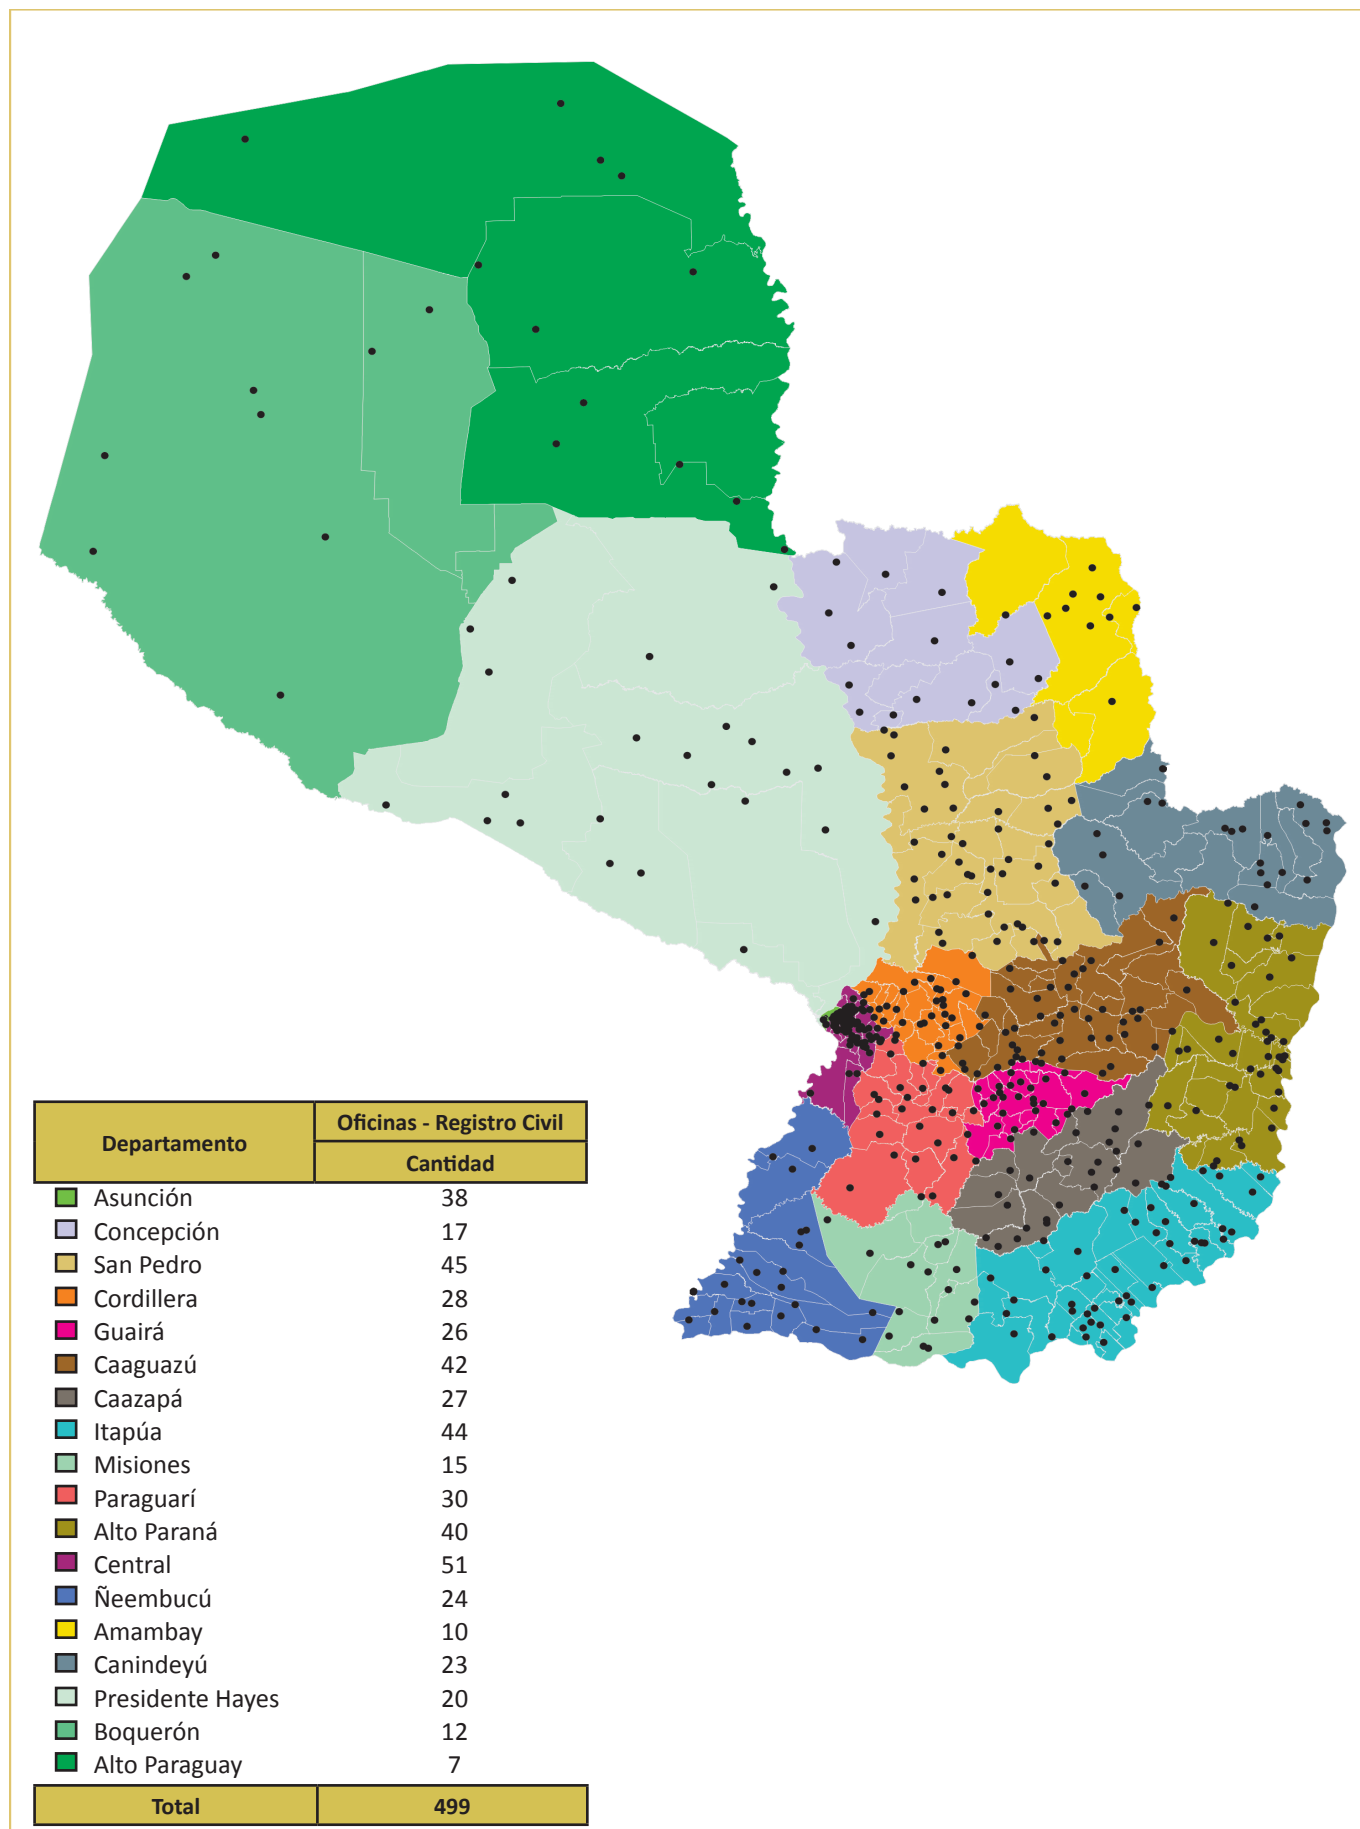 Departamento
Oficinas - Registro Civil
Cantidad
Asunción 38
Concepción 17
San Pedro 45
Cordillera 28
Guairá 26
Caaguazú 42
Caazapá 27
Itapúa 44
Misiones 15
Paraguarí 30
Alto Paraná 40
Central 51
Ñeembucú 24
Amambay 10
Canindeyú 23
Presidente Hayes 20
Boquerón 12
Alto Paraguay 7
Total 499